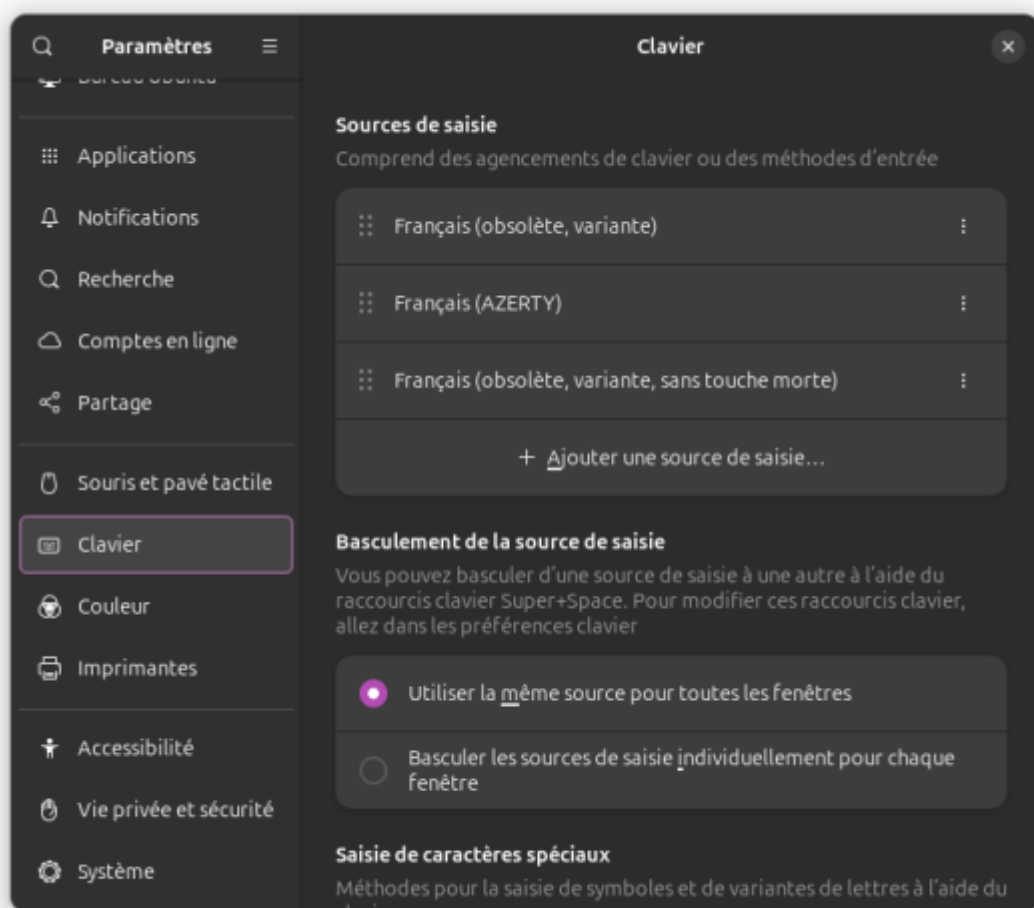 Paramètres
Bureau Ubuntu
Applications
Notifications
Recherche
Comptes en ligne
Partage
Souris et pavé tactile
Clavier
Couleur
Imprimantes
Accessibilité
Vie privée et sécurité
Système
Clavier
Sources de saisie
Comprend des agencements de clavier ou des méthodes d'entrée
Français (obsolète, variante)
Français (AZERTY)
Français (obsolète, variante, sans touche morte)
+ Ajouter une source de saisie…
Basculement de la source de saisie
Vous pouvez basculer d'une source de saisie à une autre à l'aide du
raccourcis clavier Super+Space. Pour modifier ces raccourcis clavier,
allez dans les préférences clavier
Utiliser la même source pour toutes les fenêtres
Basculer les sources de saisie individuellement pour chaque
fenêtre
Saisie de caractères spéciaux
Méthodes pour la saisie de symboles et de variantes de lettres à l'aide du